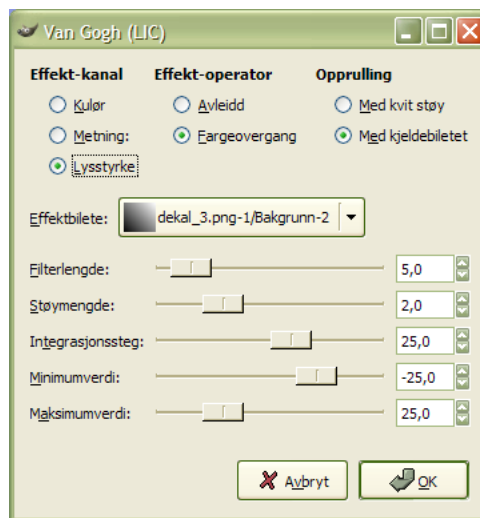 Van Gogh (LIC)
Effekt-kanal Effekt-operator Opprulling
Kulør Avleidd Med kvit støy
Metning: Fargeovergang Med kjeldebiletet
Lysstyrke
Effektbilete: dekal_3.png-1/Bakgrunn-2
Filterlengde: 5,0
Støymengde: 2,0
Integrasjonssteg: 25,0
Minimumverdi: -25,0
Maksimumverdi: 25,0
Avbryt OK